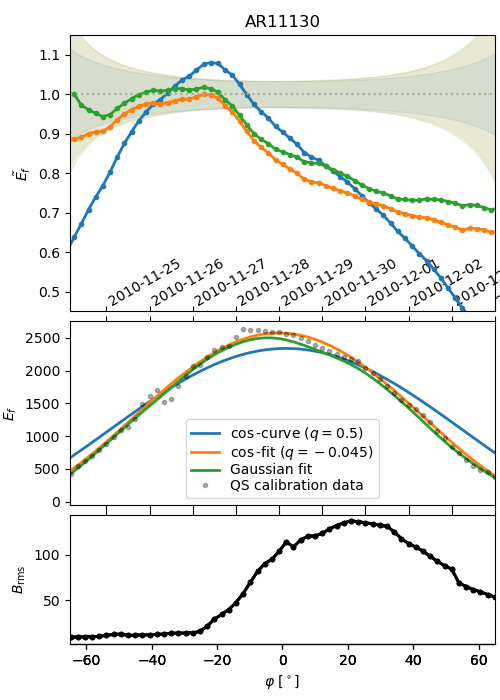 AR11130
1.1
1.0
0.9
0.8
0.7
0.6
0.5
Ẽf
2010-11-25
2010-11-26
2010-11-27
2010-11-28
2010-11-29
2010-11-30
2010-12-01
2010-12-02
2500
2000
1500
1000
500
0
Ef
cos-curve (q = 0.5)
cos-fit (q = −0.045)
Gaussian fit
QS calibration data
100
50
Brms
−60 −40 −20 0 20 40 60
φ [°]